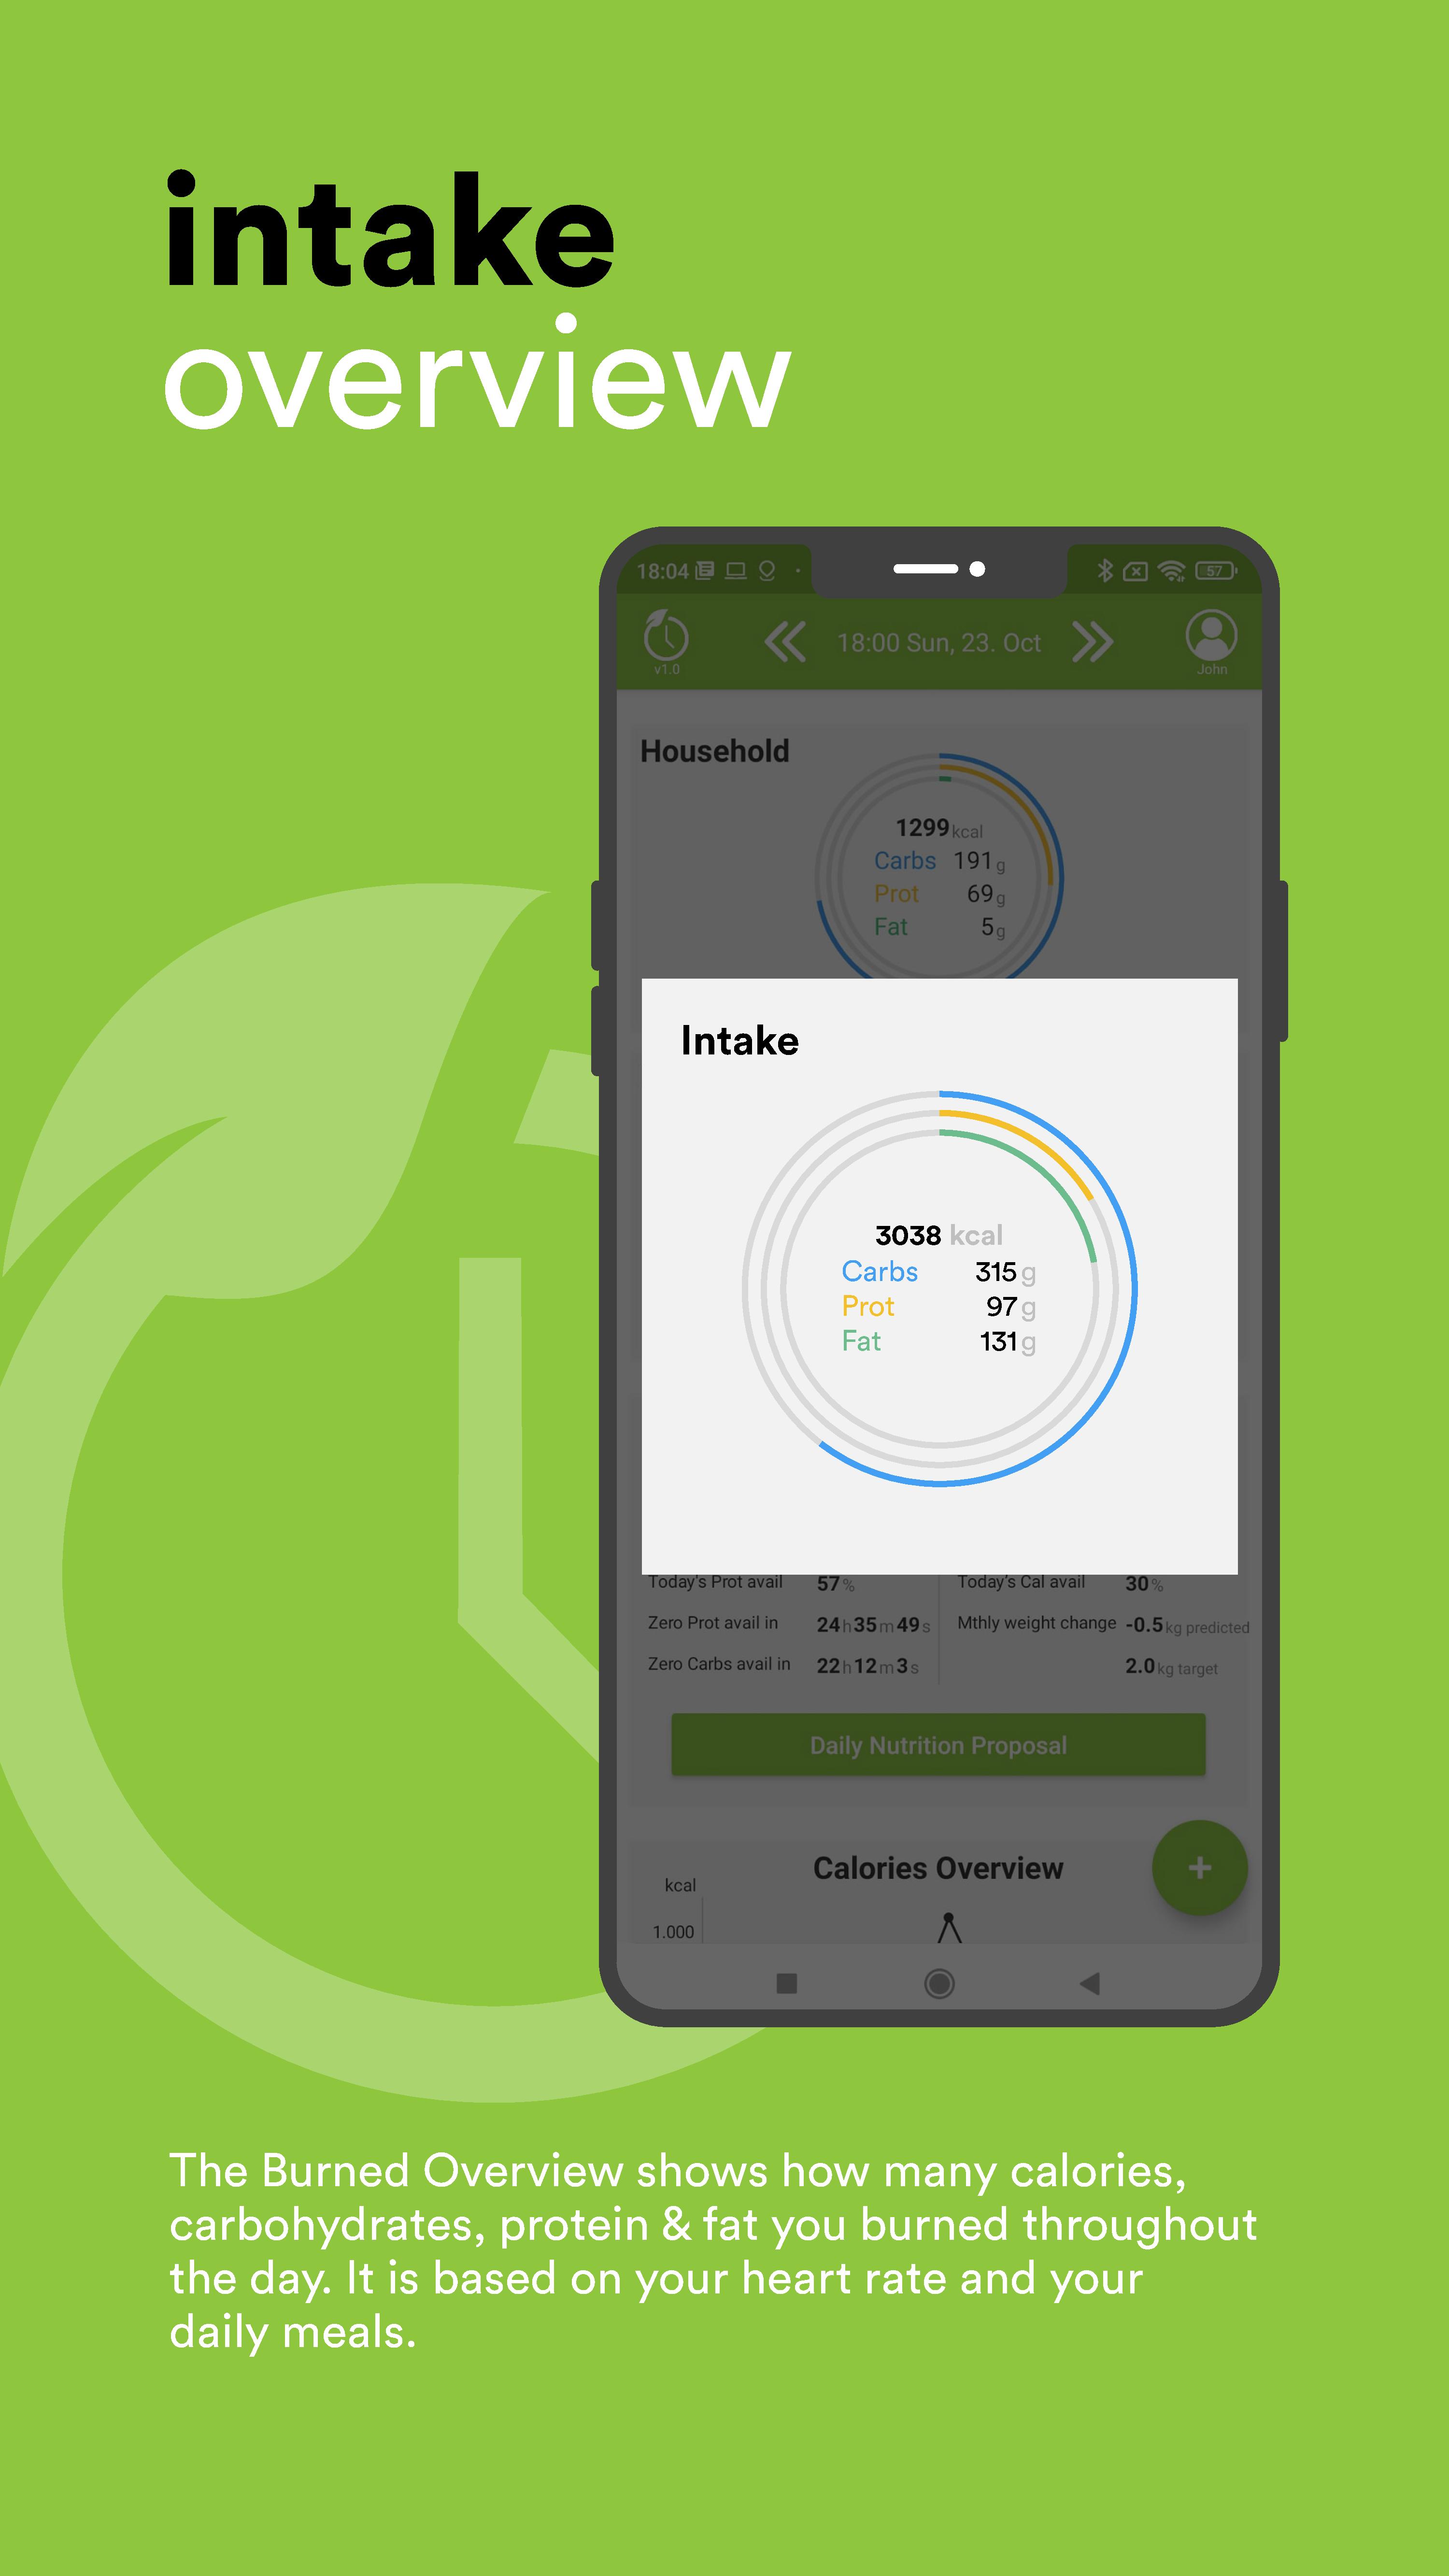 intake
overview
18:04
57
v1.0
18:00 Sun, 23. Oct
John
Household
1299 kcal
Carbs 191 g
Prot 69 g
Fat 5 g
Intake
3038 kcal
Carbs 315 g
Prot 97 g
Fat 131 g
Today's Prot avail 57 % Today's Cal avail 30 %
Zero Prot avail in 24 h 35 m 49 s Mthly weight change -0.5 kg predicted
Zero Carbs avail in 22 h 12 m 3 s 2.0 kg target
Daily Nutrition Proposal
Calories Overview
kcal
1.000
+
The Burned Overview shows how many calories,
carbohydrates, protein & fat you burned throughout
the day. It is based on your heart rate and your
daily meals.